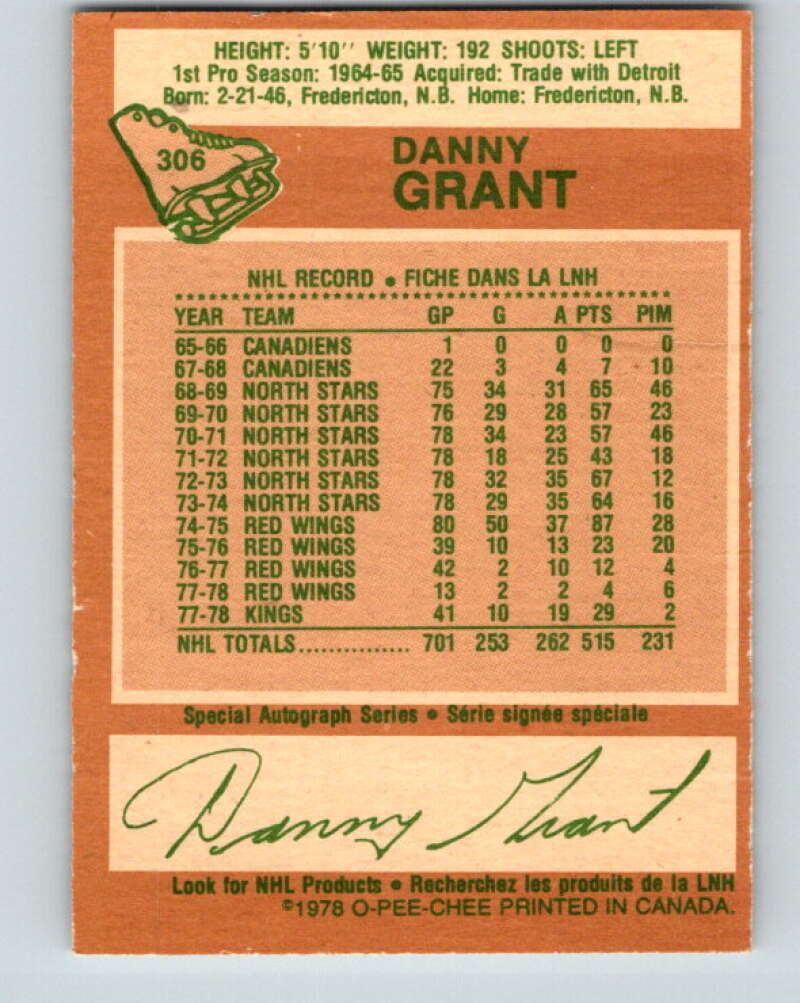 HEIGHT: 5'10'' WEIGHT: 192 SHOOTS: LEFT
1st Pro Season: 1964-65 Acquired: Trade with Detroit
Born: 2-21-46, Fredericton, N.B. Home: Fredericton, N.B.
306
DANNY
GRANT
NHL RECORD • FICHE DANS LA LNH
YEAR TEAM GP G A PTS PIM
65-66 CANADIENS 1 0 0 0 0
67-68 CANADIENS 22 3 4 7 10
68-69 NORTH STARS 75 34 31 65 46
69-70 NORTH STARS 76 29 28 57 23
70-71 NORTH STARS 78 34 23 57 46
71-72 NORTH STARS 78 18 25 43 18
72-73 NORTH STARS 78 32 35 67 12
73-74 NORTH STARS 78 29 35 64 16
74-75 RED WINGS 80 50 37 87 28
75-76 RED WINGS 39 10 13 23 20
76-77 RED WINGS 42 2 10 12 4
77-78 RED WINGS 13 2 2 4 6
77-78 KINGS 41 10 19 29 2
NHL TOTALS............... 701 253 262 515 231
Special Autograph Series • Série signée spéciale
Danny Grant
Look for NHL Products • Recherchez les produits de la LNH
©1978 O-PEE-CHEE PRINTED IN CANADA.